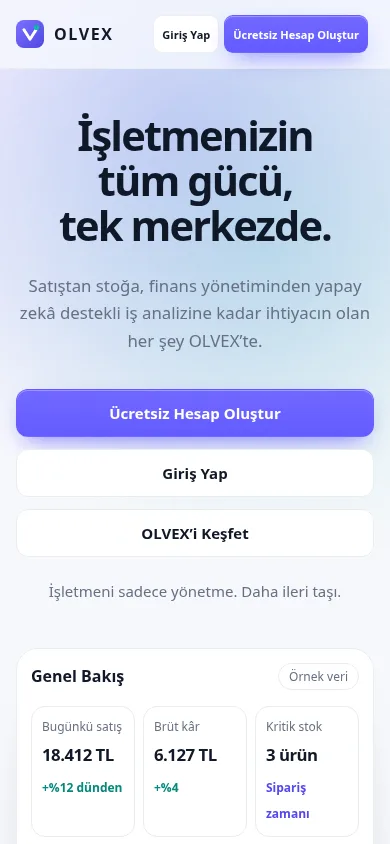 OLVEX
Giriş Yap
Ücretsiz Hesap Oluştur
İşletmenizin
tüm gücü,
tek merkezde.
Satıştan stoğa, finans yönetiminden yapay
zekâ destekli iş analizine kadar ihtiyacın olan
her şey OLVEX’te.
Ücretsiz Hesap Oluştur
Giriş Yap
OLVEX’i Keşfet
İşletmeni sadece yönetme. Daha ileri taşı.
Genel Bakış
Örnek veri
Bugünkü satış
18.412 TL
+%12 dünden
Brüt kâr
6.127 TL
+%4
Kritik stok
3 ürün
Sipariş
zamanı